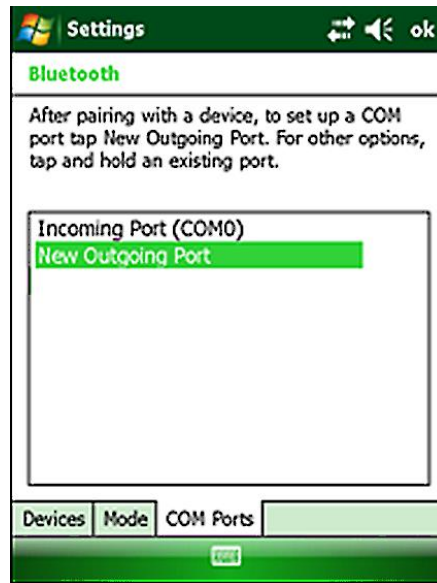 Settings
ok
Bluetooth
After pairing with a device, to set up a COM
port tap New Outgoing Port. For other options,
tap and hold an existing port.
Incoming Port (COM0)
New Outgoing Port
Devices Mode COM Ports